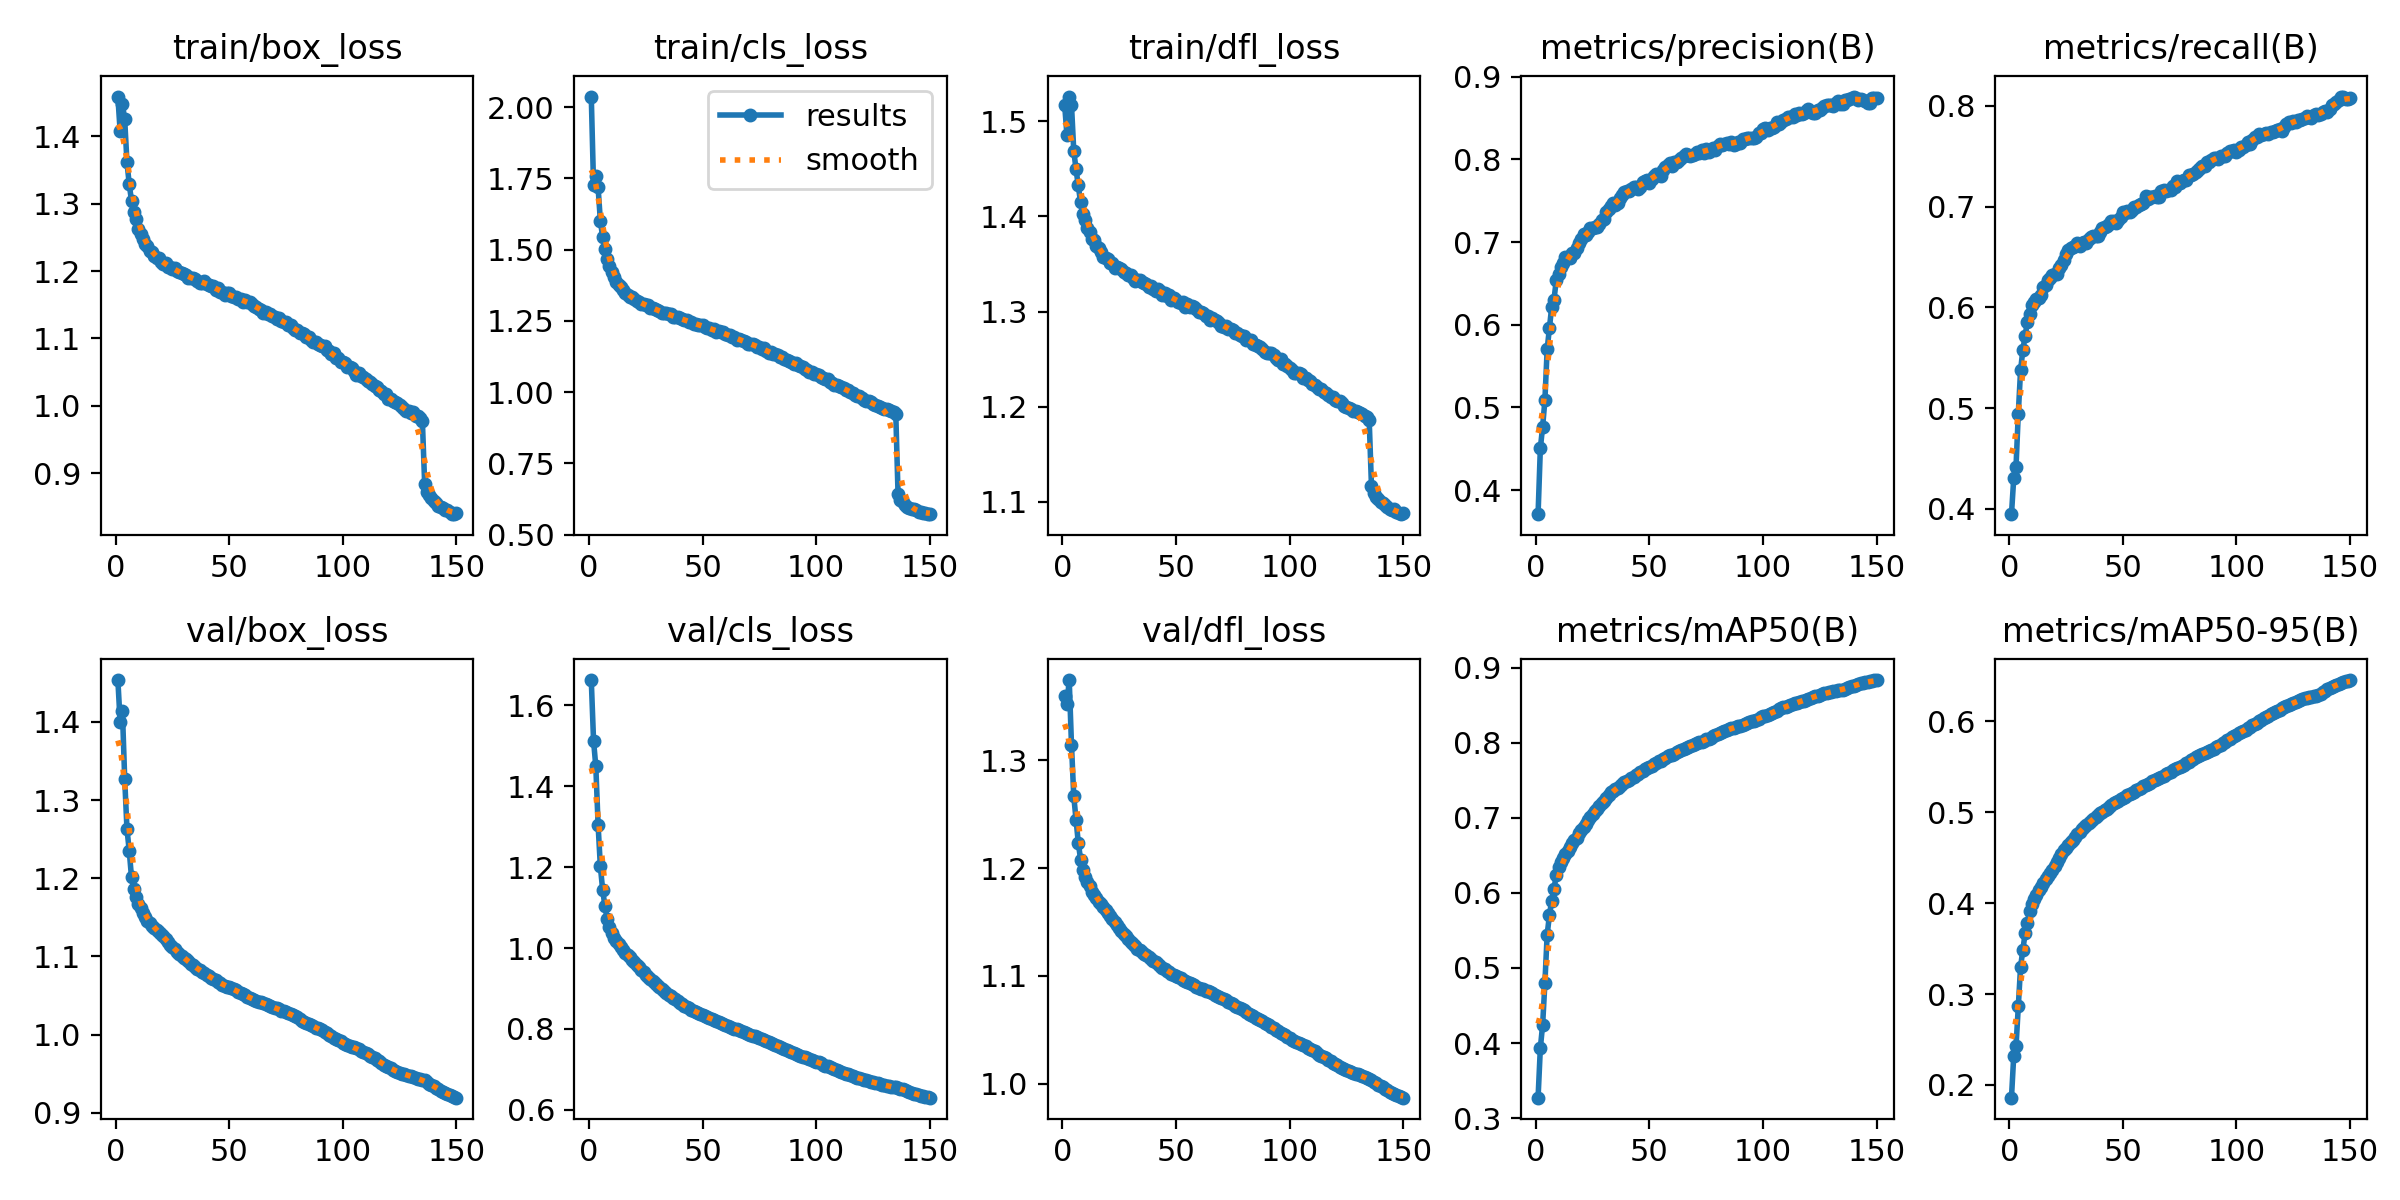 train/box_loss
train/cls_loss
train/dfl_loss
metrics/precision(B)
metrics/recall(B)
1.4
1.3
1.2
1.1
1.0
0.9
0 50 100 150
2.00
1.75
1.50
1.25
1.00
0.75
0.50
results
smooth
0 50 100 150
1.5
1.4
1.3
1.2
1.1
0 50 100 150
0.9
0.8
0.7
0.6
0.5
0.4
0 50 100 150
0.8
0.7
0.6
0.5
0.4
0 50 100 150
val/box_loss
val/cls_loss
val/dfl_loss
metrics/mAP50(B)
metrics/mAP50-95(B)
1.4
1.3
1.2
1.1
1.0
0.9
0 50 100 150
1.6
1.4
1.2
1.0
0.8
0.6
0 50 100 150
1.3
1.2
1.1
1.0
0 50 100 150
0.9
0.8
0.7
0.6
0.5
0.4
0.3
0 50 100 150
0.6
0.5
0.4
0.3
0.2
0 50 100 150